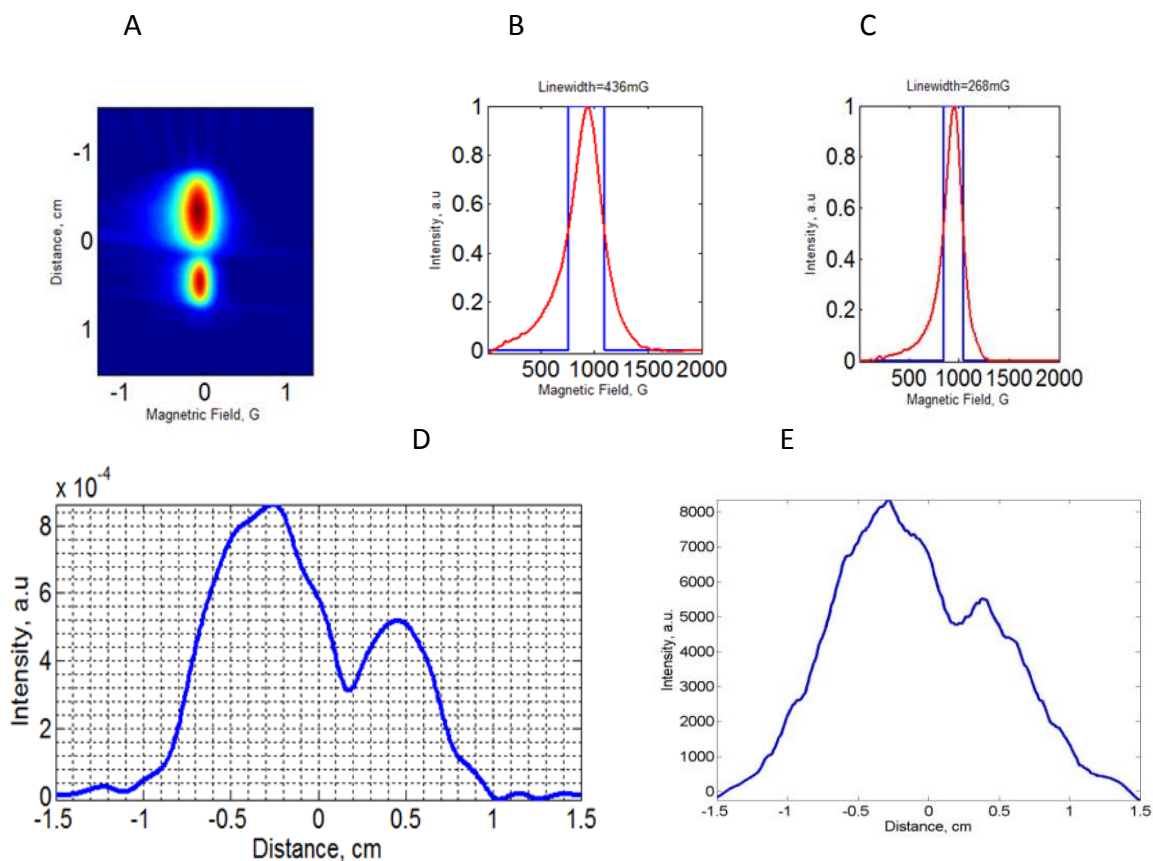 A
B
C
Linewidth=436mG
Linewidth=268mG
Distance, cm
-1
0
1
-1 0 1
Magnetric Field, G
Intensity, a.u
1
0.8
0.6
0.4
0.2
0
500 1000 1500 2000
Magnetic Field, G
Intensity, a.u
1
0.8
0.6
0.4
0.2
0
500 1000 1500 2000
Magnetic Field, G
D
E
x 10⁻⁴
Intensity, a.u
8
6
4
2
0
-1.5 -1 -0.5 0 0.5 1 1.5
Distance, cm
Intensity, a.u.
8000
7000
6000
5000
4000
3000
2000
1000
0
-1.5 -1 -0.5 0 0.5 1 1.5
Distance, cm